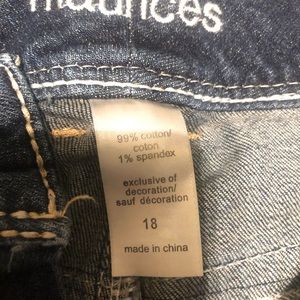 maurices
99% cotton/
coton
1% spandex
exclusive of
decoration/
sauf décoration
18
made in china